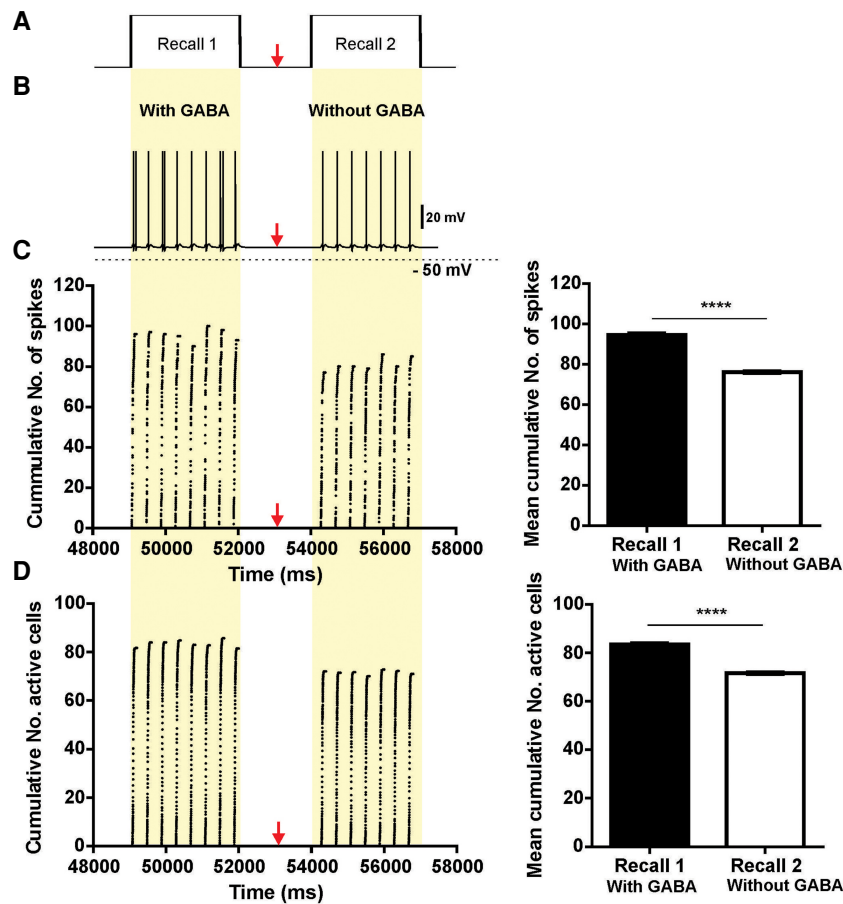 A
Recall 1
Recall 2
B
With GABA
Without GABA
20 mV
- 50 mV
C
Cummulative No. of spikes
120
100
80
60
40
20
0
48000 50000 52000 54000 56000 58000
Time (ms)
Mean cumulative No. of spikes
120
100
80
60
40
20
0
****
Recall 1
With GABA
Recall 2
Without GABA
D
Cumulative No. active cells
100
80
60
40
20
0
48000 50000 52000 54000 56000 58000
Time (ms)
Mean cumulative No. active cells
100
80
60
40
20
0
****
Recall 1
With GABA
Recall 2
Without GABA